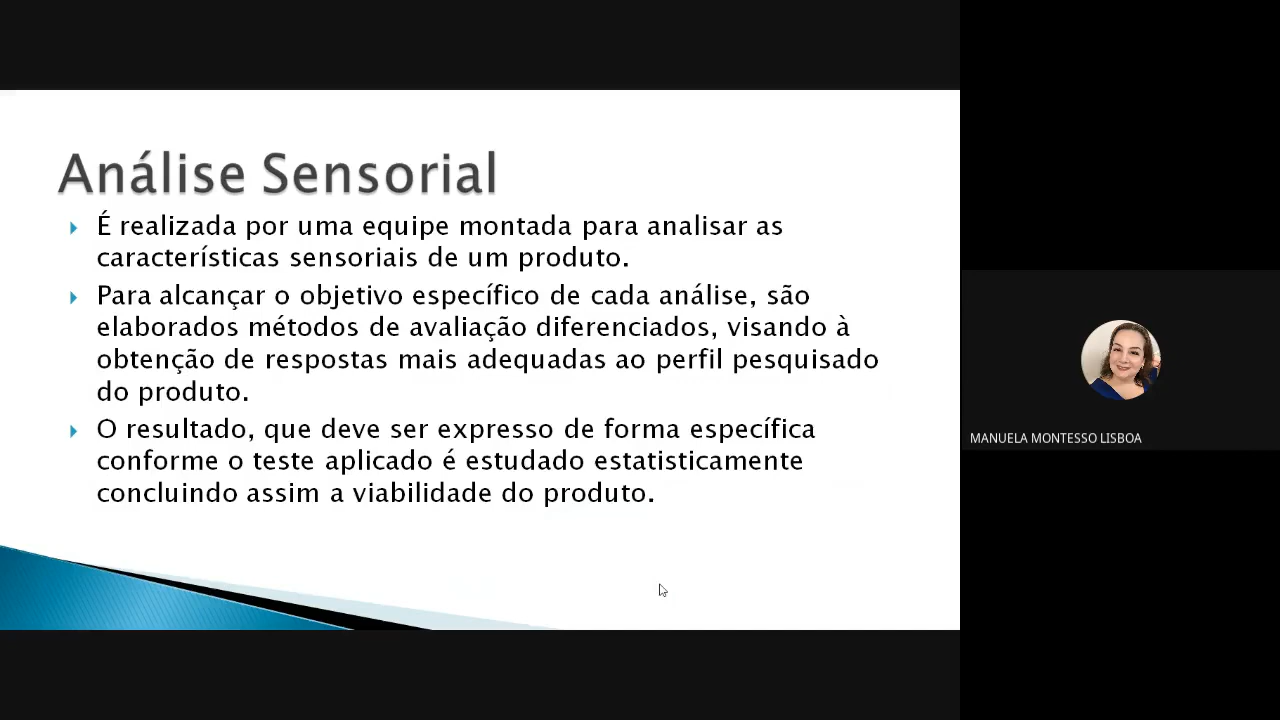 Análise Sensorial
É realizada por uma equipe montada para analisar as
características sensoriais de um produto.
Para alcançar o objetivo específico de cada análise, são
elaborados métodos de avaliação diferenciados, visando à
obtenção de respostas mais adequadas ao perfil pesquisado
do produto.
O resultado, que deve ser expresso de forma específica
conforme o teste aplicado é estudado estatisticamente
concluindo assim a viabilidade do produto.
MANUELA MONTESSO LISBOA